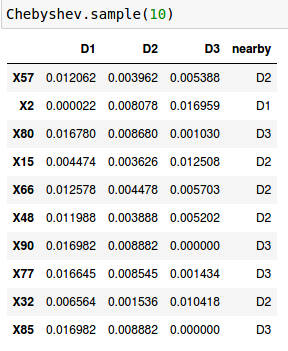 Chebyshev.sample(10)
D1 D2 D3 nearby
X57 0.012062 0.003962 0.005388 D2
X2 0.000022 0.008078 0.016959 D1
X80 0.016780 0.008680 0.001030 D3
X15 0.004474 0.003626 0.012508 D2
X66 0.012578 0.004478 0.005703 D2
X48 0.011988 0.003888 0.005202 D2
X90 0.016982 0.008882 0.000000 D3
X77 0.016645 0.008545 0.001434 D3
X32 0.006564 0.001536 0.010418 D2
X85 0.016982 0.008882 0.000000 D3